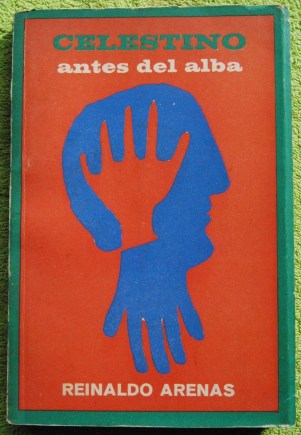 CELESTINO
antes del alba
REINALDO ARENAS